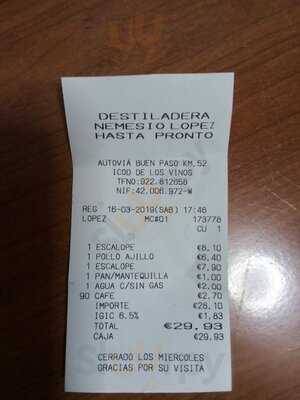 DESTILADERA
NEMESIO LOPEZ
HASTA PRONTO
AUTOVIA BUEN PASO KM.52
ICOD DE LOS VINOS
TFNO:922.812658
NIF:42.006.972-W
REG 16-03-2019(SAB) 17:46
LOPEZ MC#01 173778
CU 1
1 ESCALOPE €8,10
1 POLLO AJILLO €6,40
1 ESCALOPE €7,90
1 PAN/MANTEQUILLA €1,00
1 AGUA C/SIN GAS €2,00
90 CAFE €2,70
IMPORTE €28,10
IGIC 6.5% €1,83
TOTAL €29,93
CAJA €29,93
CERRADO LOS MIERCOLES
GRACIAS POR SU VISITA